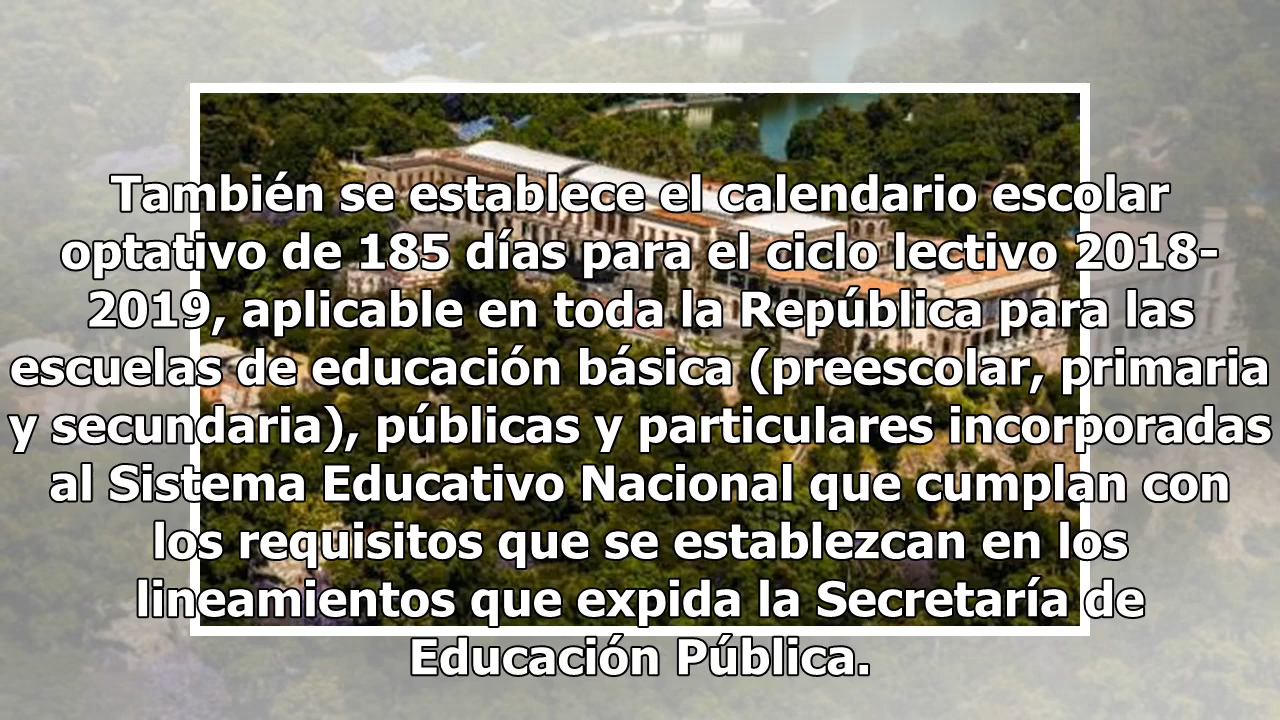 También se establece el calendario escolar
optativo de 185 días para el ciclo lectivo 2018-
2019, aplicable en toda la República para las
escuelas de educación básica (preescolar, primaria
y secundaria), públicas y particulares incorporadas
al Sistema Educativo Nacional que cumplan con
los requisitos que se establezcan en los
lineamientos que expida la Secretaría de
Educación Pública.